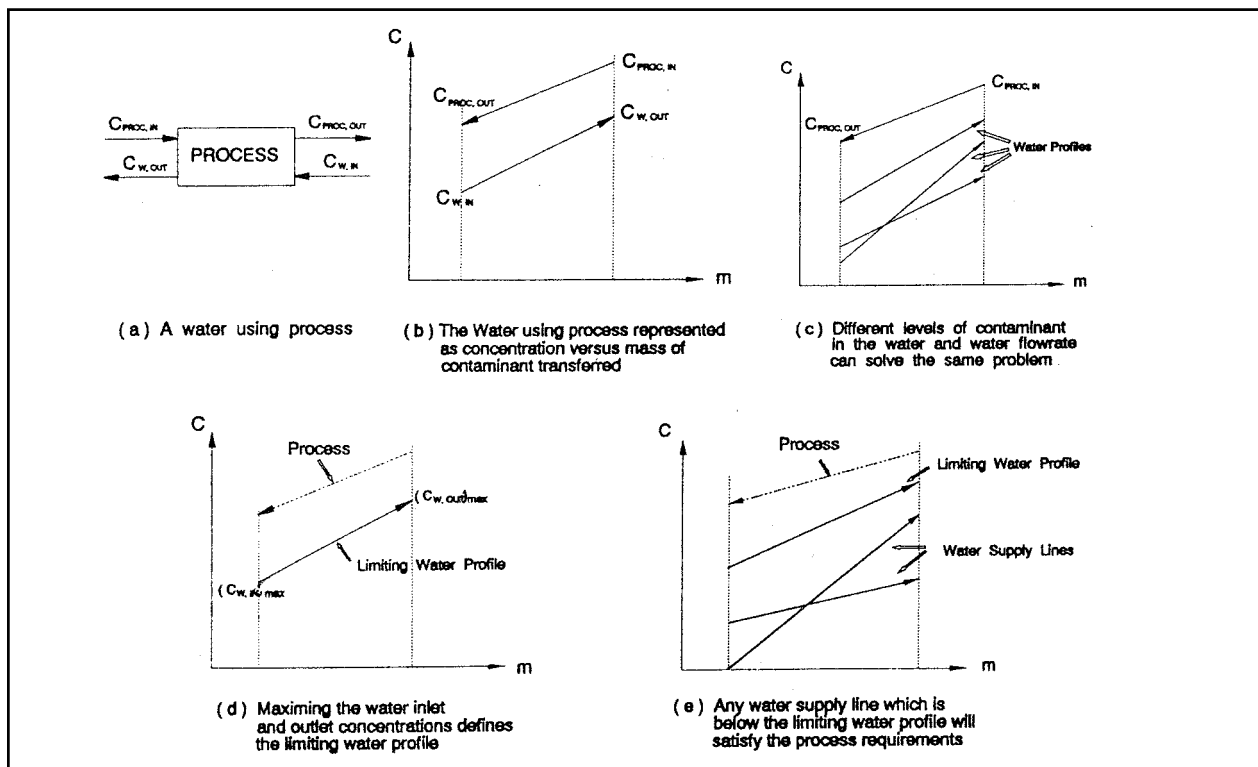 C PROC, IN
C PROC, OUT
C W, OUT
PROCESS
C W, IN
(a) A water using process
C
C PROC, IN
C PROC, OUT
C W, OUT
C W, IN
m
(b) The Water using process represented
as concentration versus mass of
contaminant transferred
C
C PROC, IN
C PROC, OUT
Water Profiles
m
(c) Different levels of contaminant
in the water and water flowrate
can solve the same problem
C
Process
(C W, OUT) max
Limiting Water Profile
(C W, IN) max
m
(d) Maximing the water inlet
and outlet concentrations defines
the limiting water profile
C
Process
Limiting Water Profile
Water Supply Lines
m
(e) Any water supply line which is
below the limiting water profile will
satisfy the process requirements